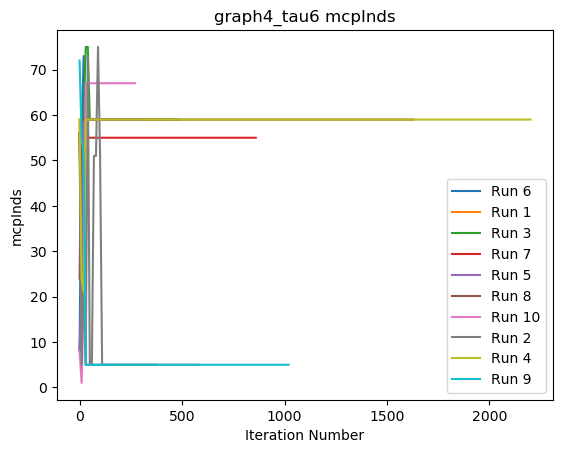 graph4_tau6 mcpInds
mcpInds
70
60
50
40
30
20
10
0
0 500 1000 1500 2000
Iteration Number
Run 6
Run 1
Run 3
Run 7
Run 5
Run 8
Run 10
Run 2
Run 4
Run 9